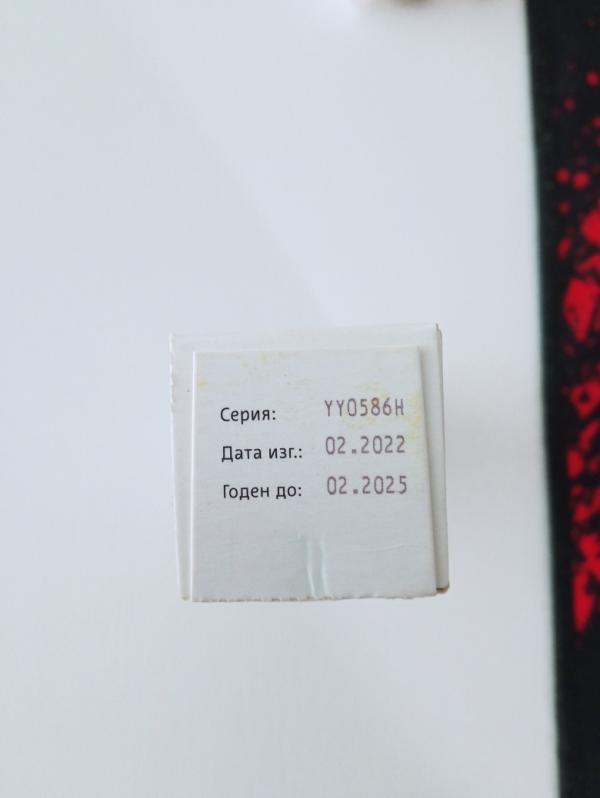 Серия: YY0586H
Дата изг.: 02.2022
Годен до: 02.2025